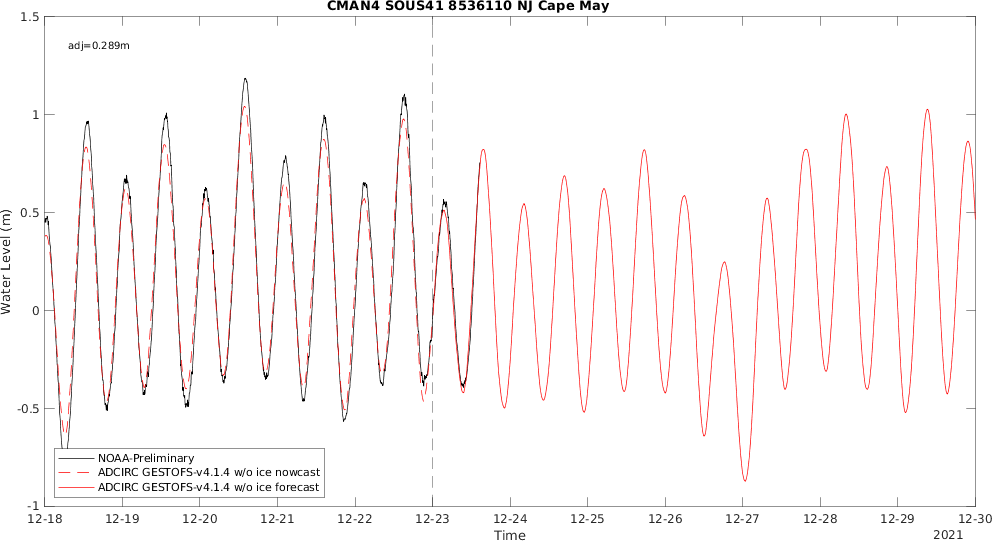 CMAN4 SOUS41 8536110 NJ Cape May
1.5
adj=0.289m
1
0.5
Water Level (m)
0
-0.5
NOAA-Preliminary
ADCIRC GESTOFS-v4.1.4 w/o ice nowcast
ADCIRC GESTOFS-v4.1.4 w/o ice forecast
-1
12-18 12-19 12-20 12-21 12-22 12-23 12-24 12-25 12-26 12-27 12-28 12-29 12-30
Time
2021